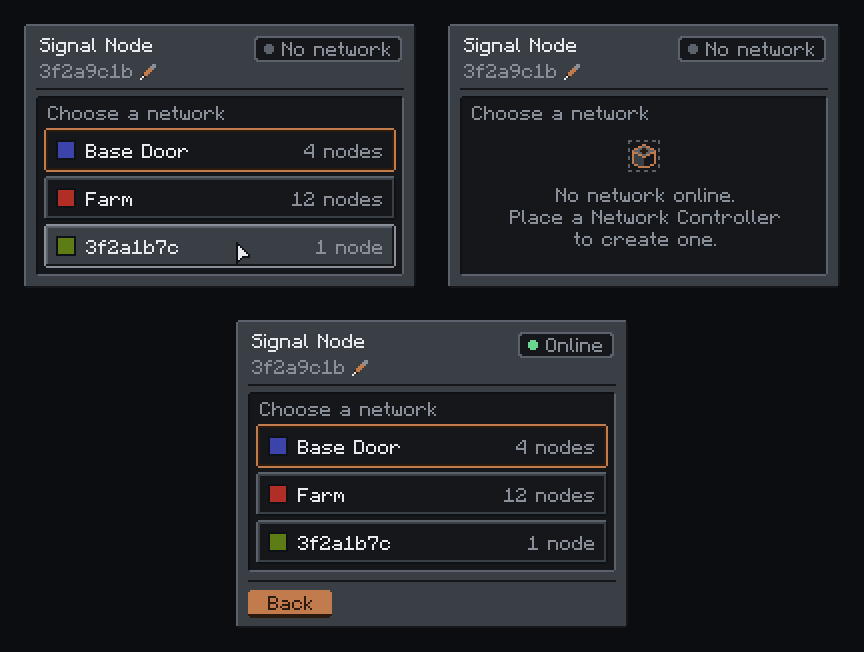 Signal Node
No network
3f2a9c1b
Choose a network
Base Door 4 nodes
Farm 12 nodes
3f2a1b7c 1 node
Signal Node
No network
3f2a9c1b
Choose a network
No network online.
Place a Network Controller
to create one.
Signal Node
Online
3f2a9c1b
Choose a network
Base Door 4 nodes
Farm 12 nodes
3f2a1b7c 1 node
Back